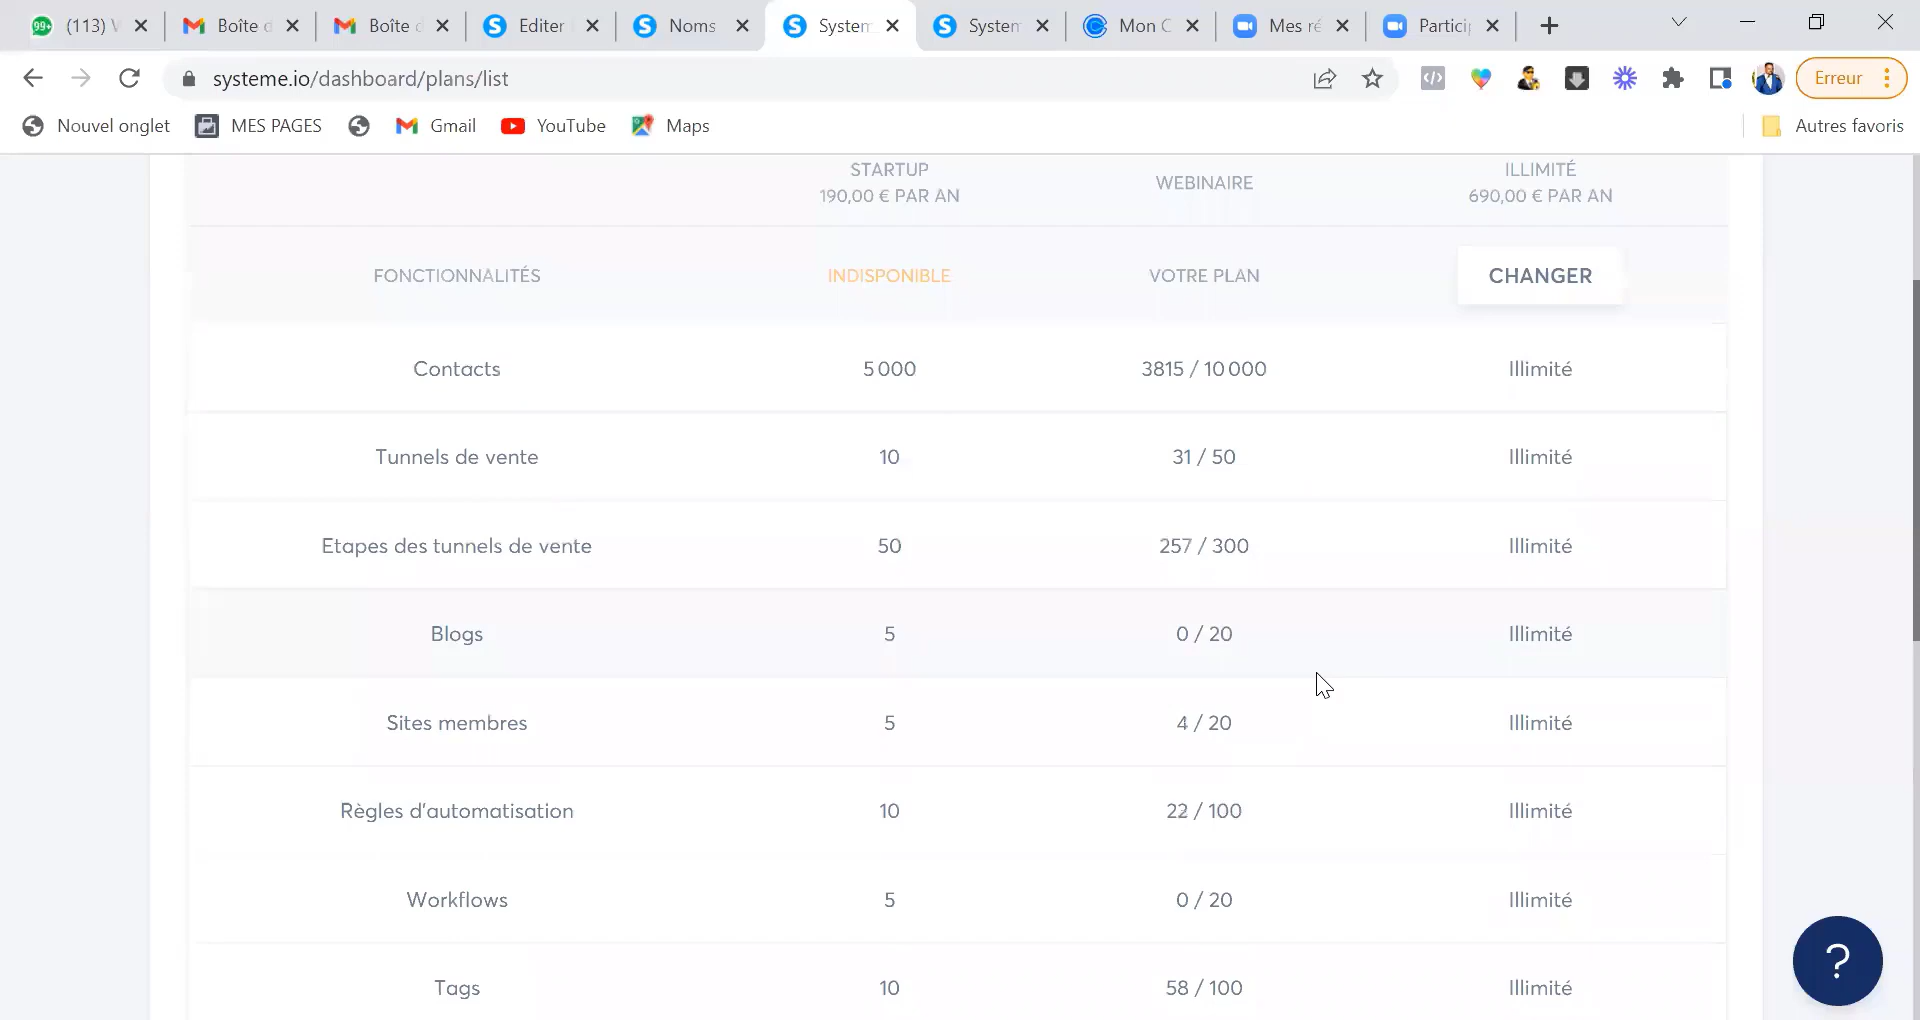 (113) W
Boîte d
Boîte d
Editer
Noms
System
System
Mon C
Mes ré
Partici
systeme.io/dashboard/plans/list
Erreur
Nouvel onglet
MES PAGES
Gmail
YouTube
Maps
Autres favoris
STARTUP
190,00 € PAR AN
WEBINAIRE
ILLIMITÉ
690,00 € PAR AN
FONCTIONNALITÉS
INDISPONIBLE
VOTRE PLAN
CHANGER
Contacts 5 000 3815 / 10 000 Illimité
Tunnels de vente 10 31 / 50 Illimité
Etapes des tunnels de vente 50 257 / 300 Illimité
Blogs 5 0 / 20 Illimité
Sites membres 5 4 / 20 Illimité
Règles d'automatisation 10 22 / 100 Illimité
Workflows 5 0 / 20 Illimité
Tags 10 58 / 100 Illimité
?